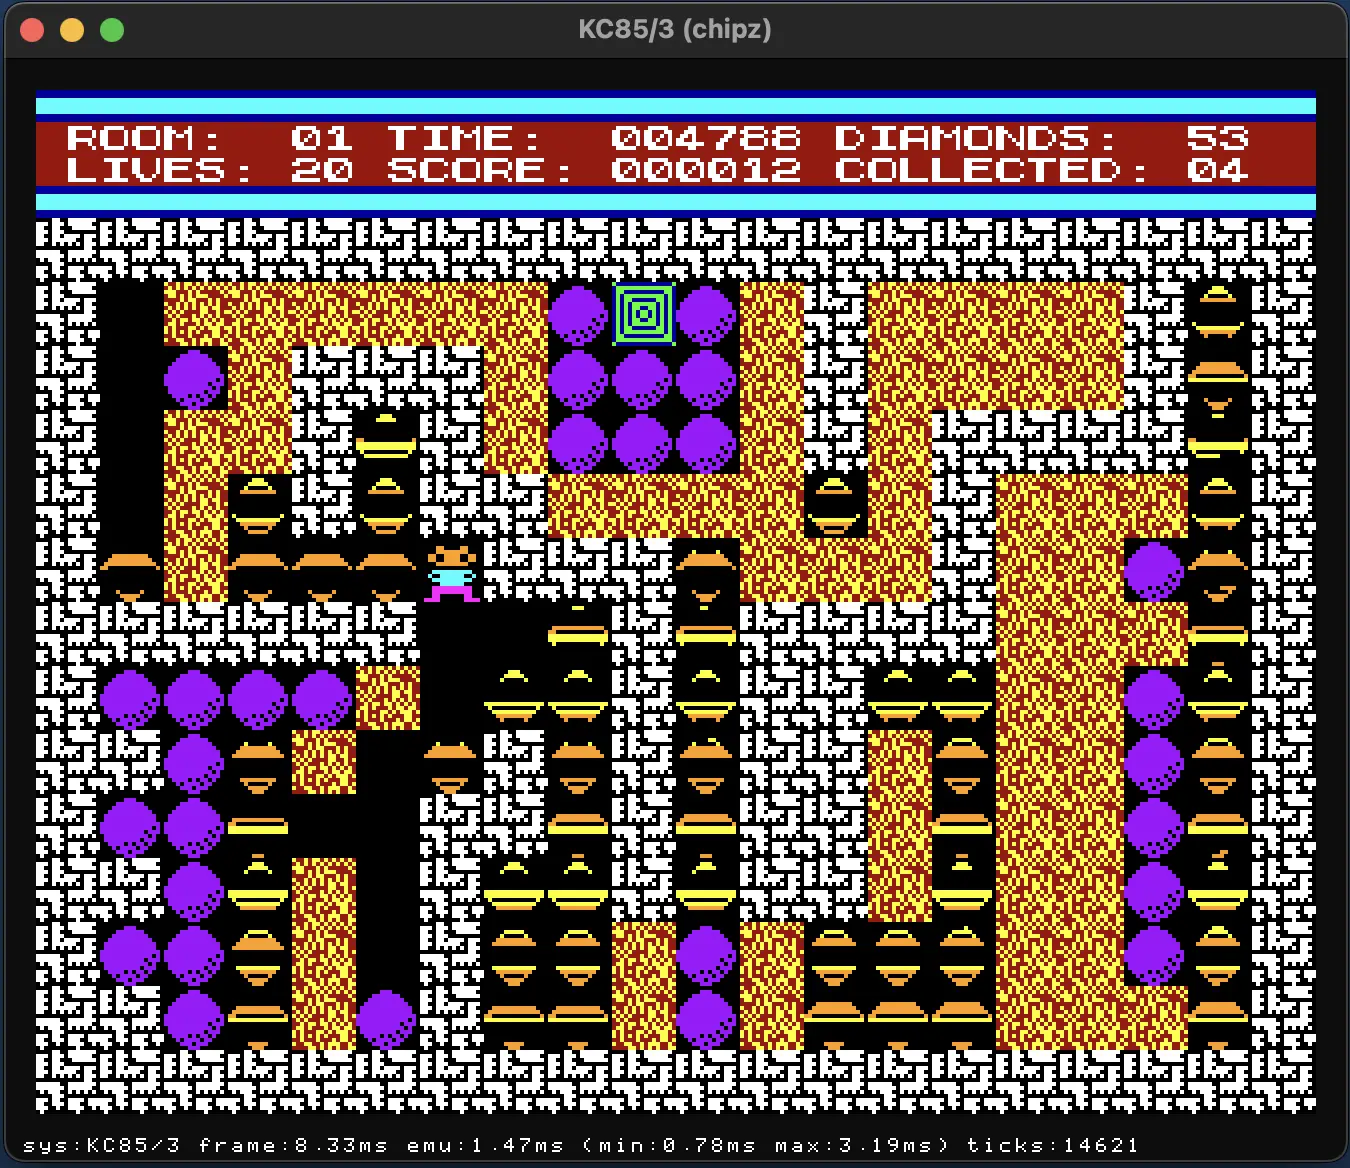 KC85/3 (chipz)
ROOM: 01 TIME: 004788 DIAMONDS: 53
LIVES: 20 SCORE: 000012 COLLECTED: 04
sys:KC85/3 frame:8.33ms emu:1.47ms (min:0.78ms max:3.19ms) ticks:14621